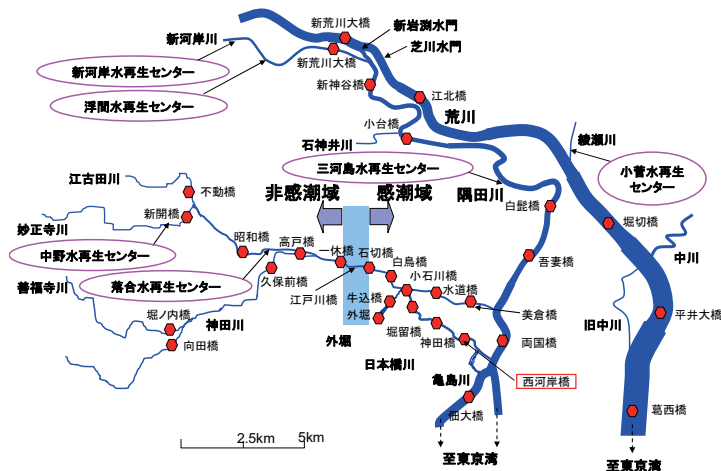 新荒川大橋
新岩渕水門
新河岸川
芝川水門
新荒川大橋
新河岸水再生センター
新神谷橋
江北橋
浮間水再生センター
荒川
小台橋
綾瀬川
石神井川
三河島水再生センター
小菅水再生
センター
江古田川
不動橋
非感潮域
感潮域
隅田川
白髭橋
新開橋
堀切橋
妙正寺川
昭和橋
高戸橋
一休橋
石切橋
中川
中野水再生センター
白鳥橋
吾妻橋
落合水再生センター
久保前橋
小石川橋
善福寺川
江戸川橋
牛込橋
水道橋
外堀
美倉橋
平井大橋
堀ノ内橋
神田川
旧中川
堀留橋
外堀
神田橋
両国橋
向田橋
日本橋川
亀島川
西河岸橋
葛西橋
佃大橋
2.5km
5km
至東京湾
至東京湾